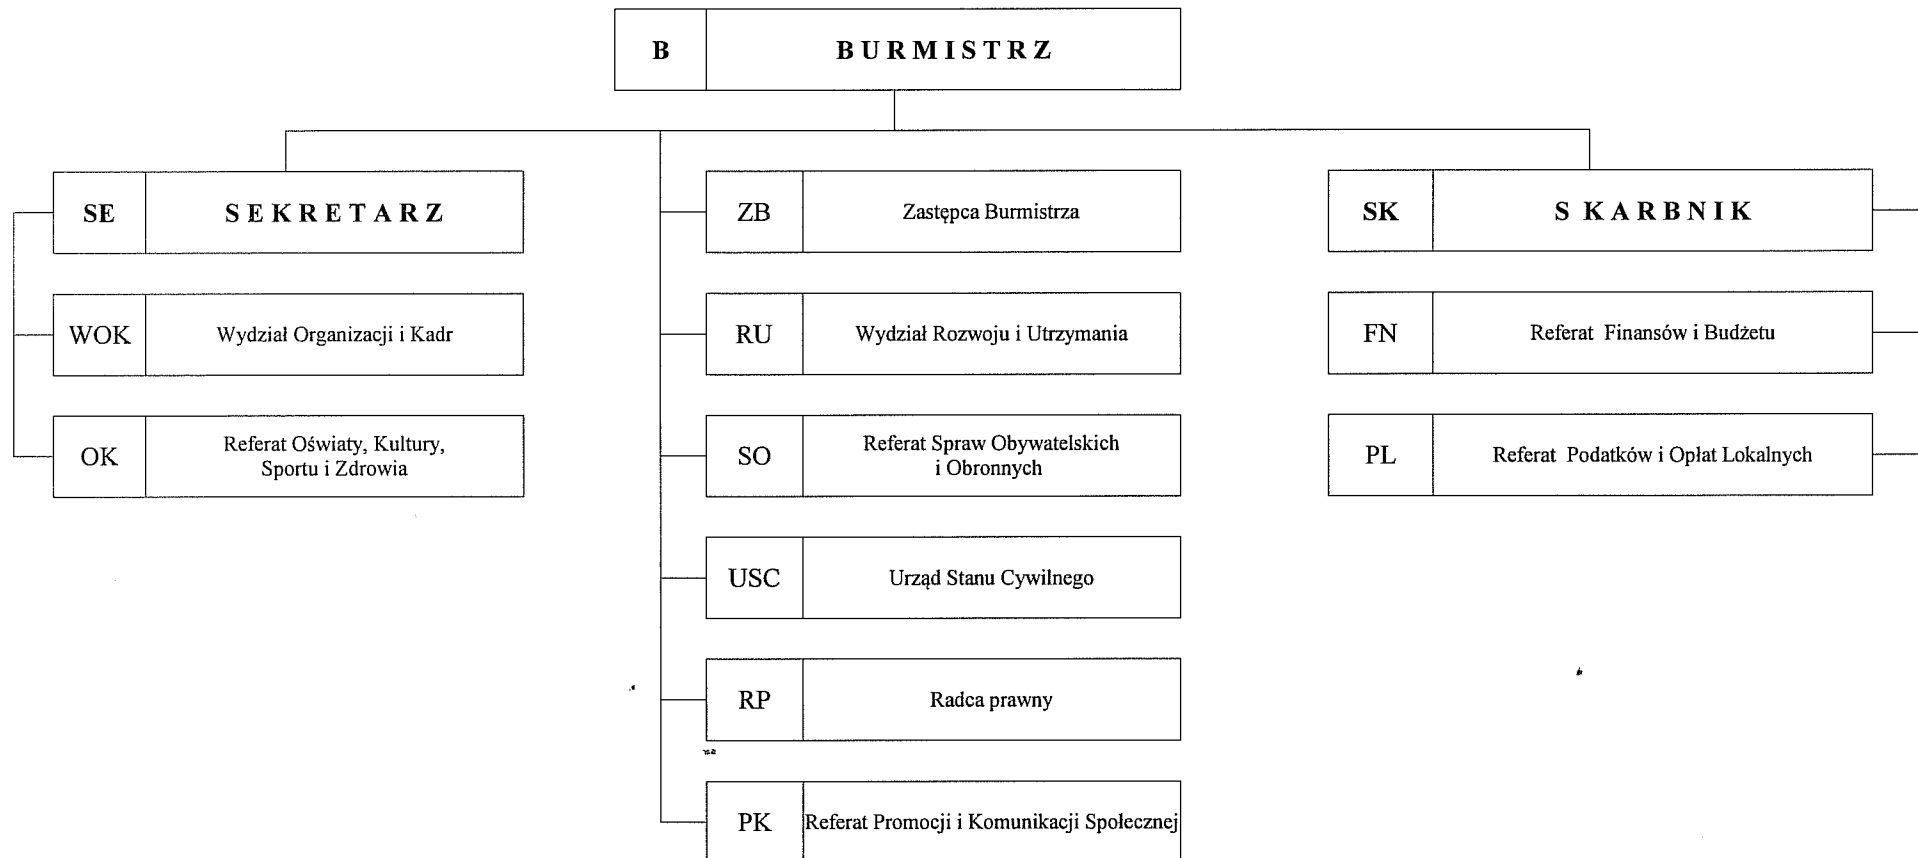 B BURMISTRZ
SE SEKRETARZ
WOK Wydział Organizacji i Kadr
OK Referat Oświaty, Kultury,
Sportu i Zdrowia
ZB Zastępca Burmistrza
RU Wydział Rozwoju i Utrzymania
SO Referat Spraw Obywatelskich
i Obronnych
USC Urząd Stanu Cywilnego
RP Radca prawny
PK Referat Promocji i Komunikacji Społecznej
SK SKARBNIK
FN Referat Finansów i Budżetu
PL Referat Podatków i Opłat Lokalnych